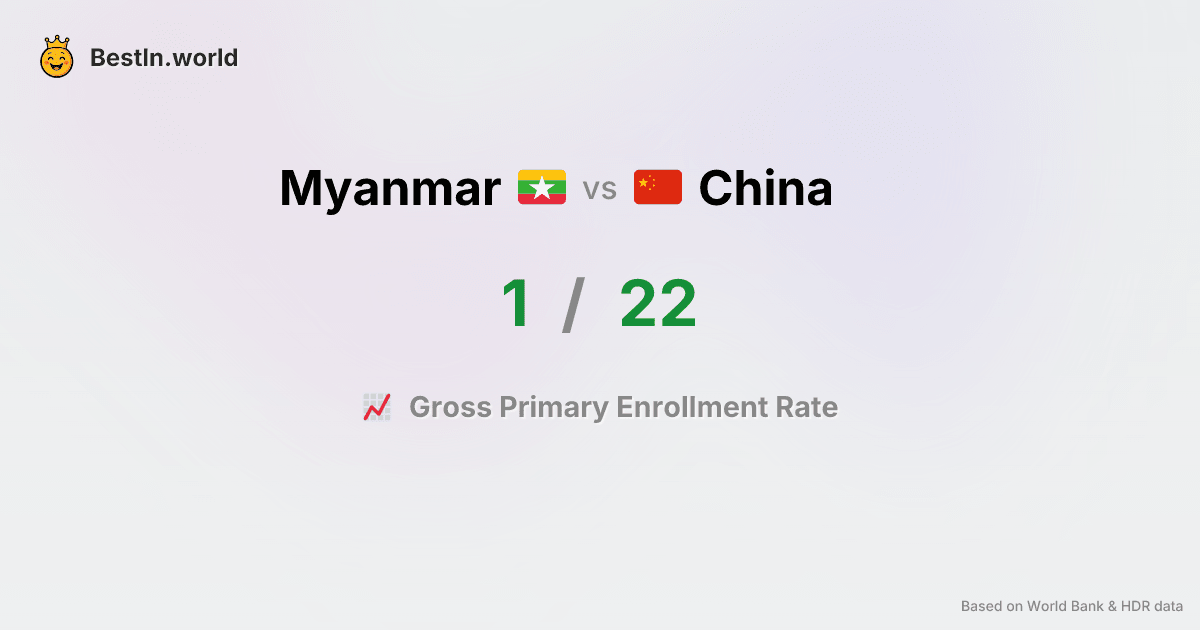 BestIn.world
Myanmar vs China
1 / 22
Gross Primary Enrollment Rate
Based on World Bank & HDR data